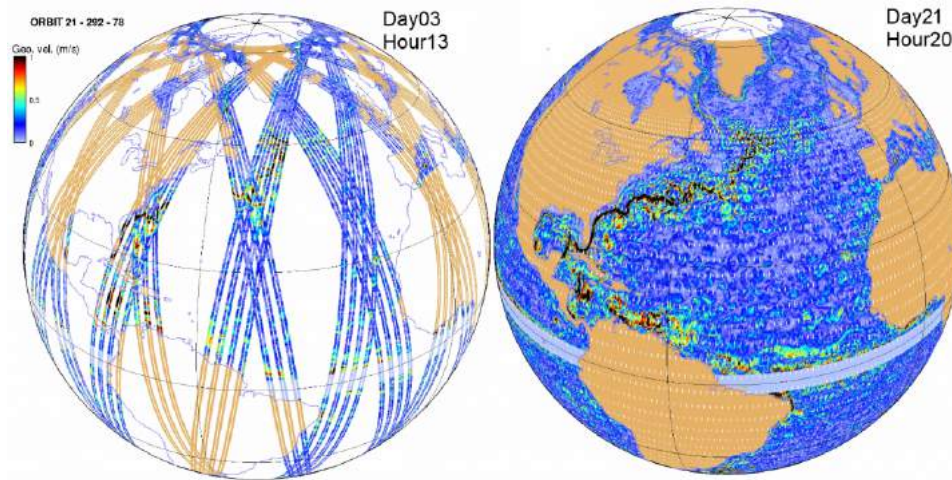 ORBIT 21 - 292 - 78
Day03
Hour13
Geo. vel. (m/s)
1
0.5
0
Day21
Hour20